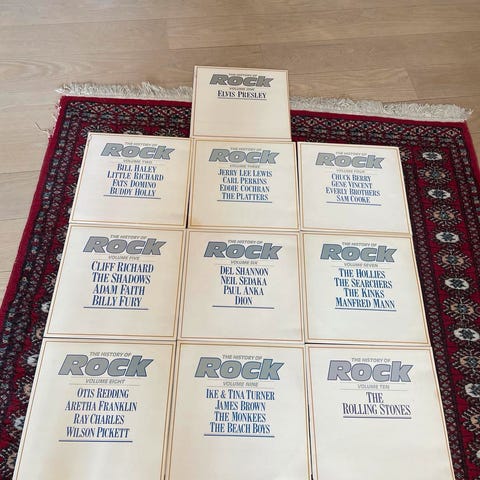 THE HISTORY OF
ROCK
VOLUME ONE
ELVIS PRESLEY
THE HISTORY OF
ROCK
VOLUME TWO
BILL HALEY
LITTLE RICHARD
FATS DOMINO
BUDDY HOLLY
THE HISTORY OF
ROCK
VOLUME THREE
JERRY LEE LEWIS
CARL PERKINS
EDDIE COCHRAN
THE PLATTERS
THE HISTORY OF
ROCK
VOLUME FOUR
CHUCK BERRY
GENE VINCENT
EVERLY BROTHERS
SAM COOKE
THE HISTORY OF
ROCK
VOLUME FIVE
CLIFF RICHARD
THE SHADOWS
ADAM FAITH
BILLY FURY
THE HISTORY OF
ROCK
VOLUME SIX
DEL SHANNON
NEIL SEDAKA
PAUL ANKA
DION
THE HISTORY OF
ROCK
VOLUME SEVEN
THE HOLLIES
THE SEARCHERS
THE KINKS
MANFRED MANN
THE HISTORY OF
ROCK
VOLUME EIGHT
OTIS REDDING
ARETHA FRANKLIN
RAY CHARLES
WILSON PICKETT
THE HISTORY OF
ROCK
VOLUME NINE
IKE & TINA TURNER
JAMES BROWN
THE MONKEES
THE BEACH BOYS
THE HISTORY OF
ROCK
VOLUME TEN
THE
ROLLING STONES